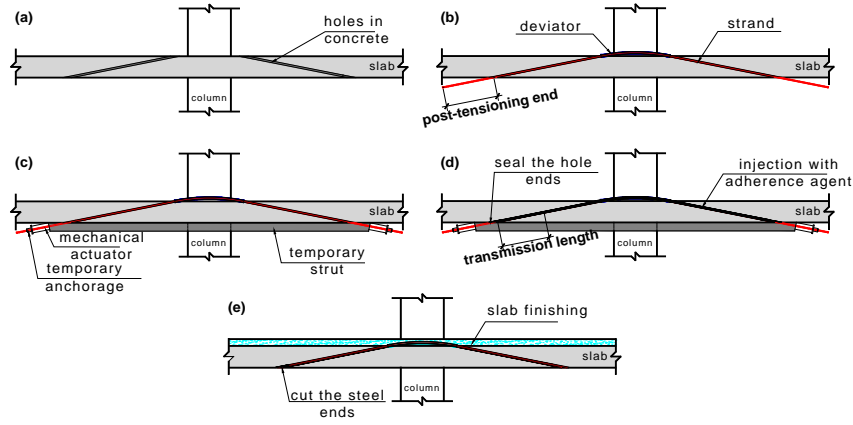 (a)
holes in
concrete
slab
column
(b)
deviator
strand
slab
column
post-tensioning end
(c)
slab
mechanical
actuator
temporary
anchorage
column
temporary
strut
(d)
seal the hole
ends
injection with
adherence agent
slab
column
transmission length
(e)
slab finishing
slab
column
cut the steel
ends